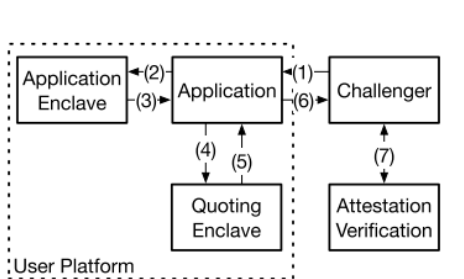 Application
Enclave
(2)
(3)
Application
(1)
(6)
Challenger
(4)
(5)
(7)
Quoting
Enclave
Attestation
Verification
User Platform